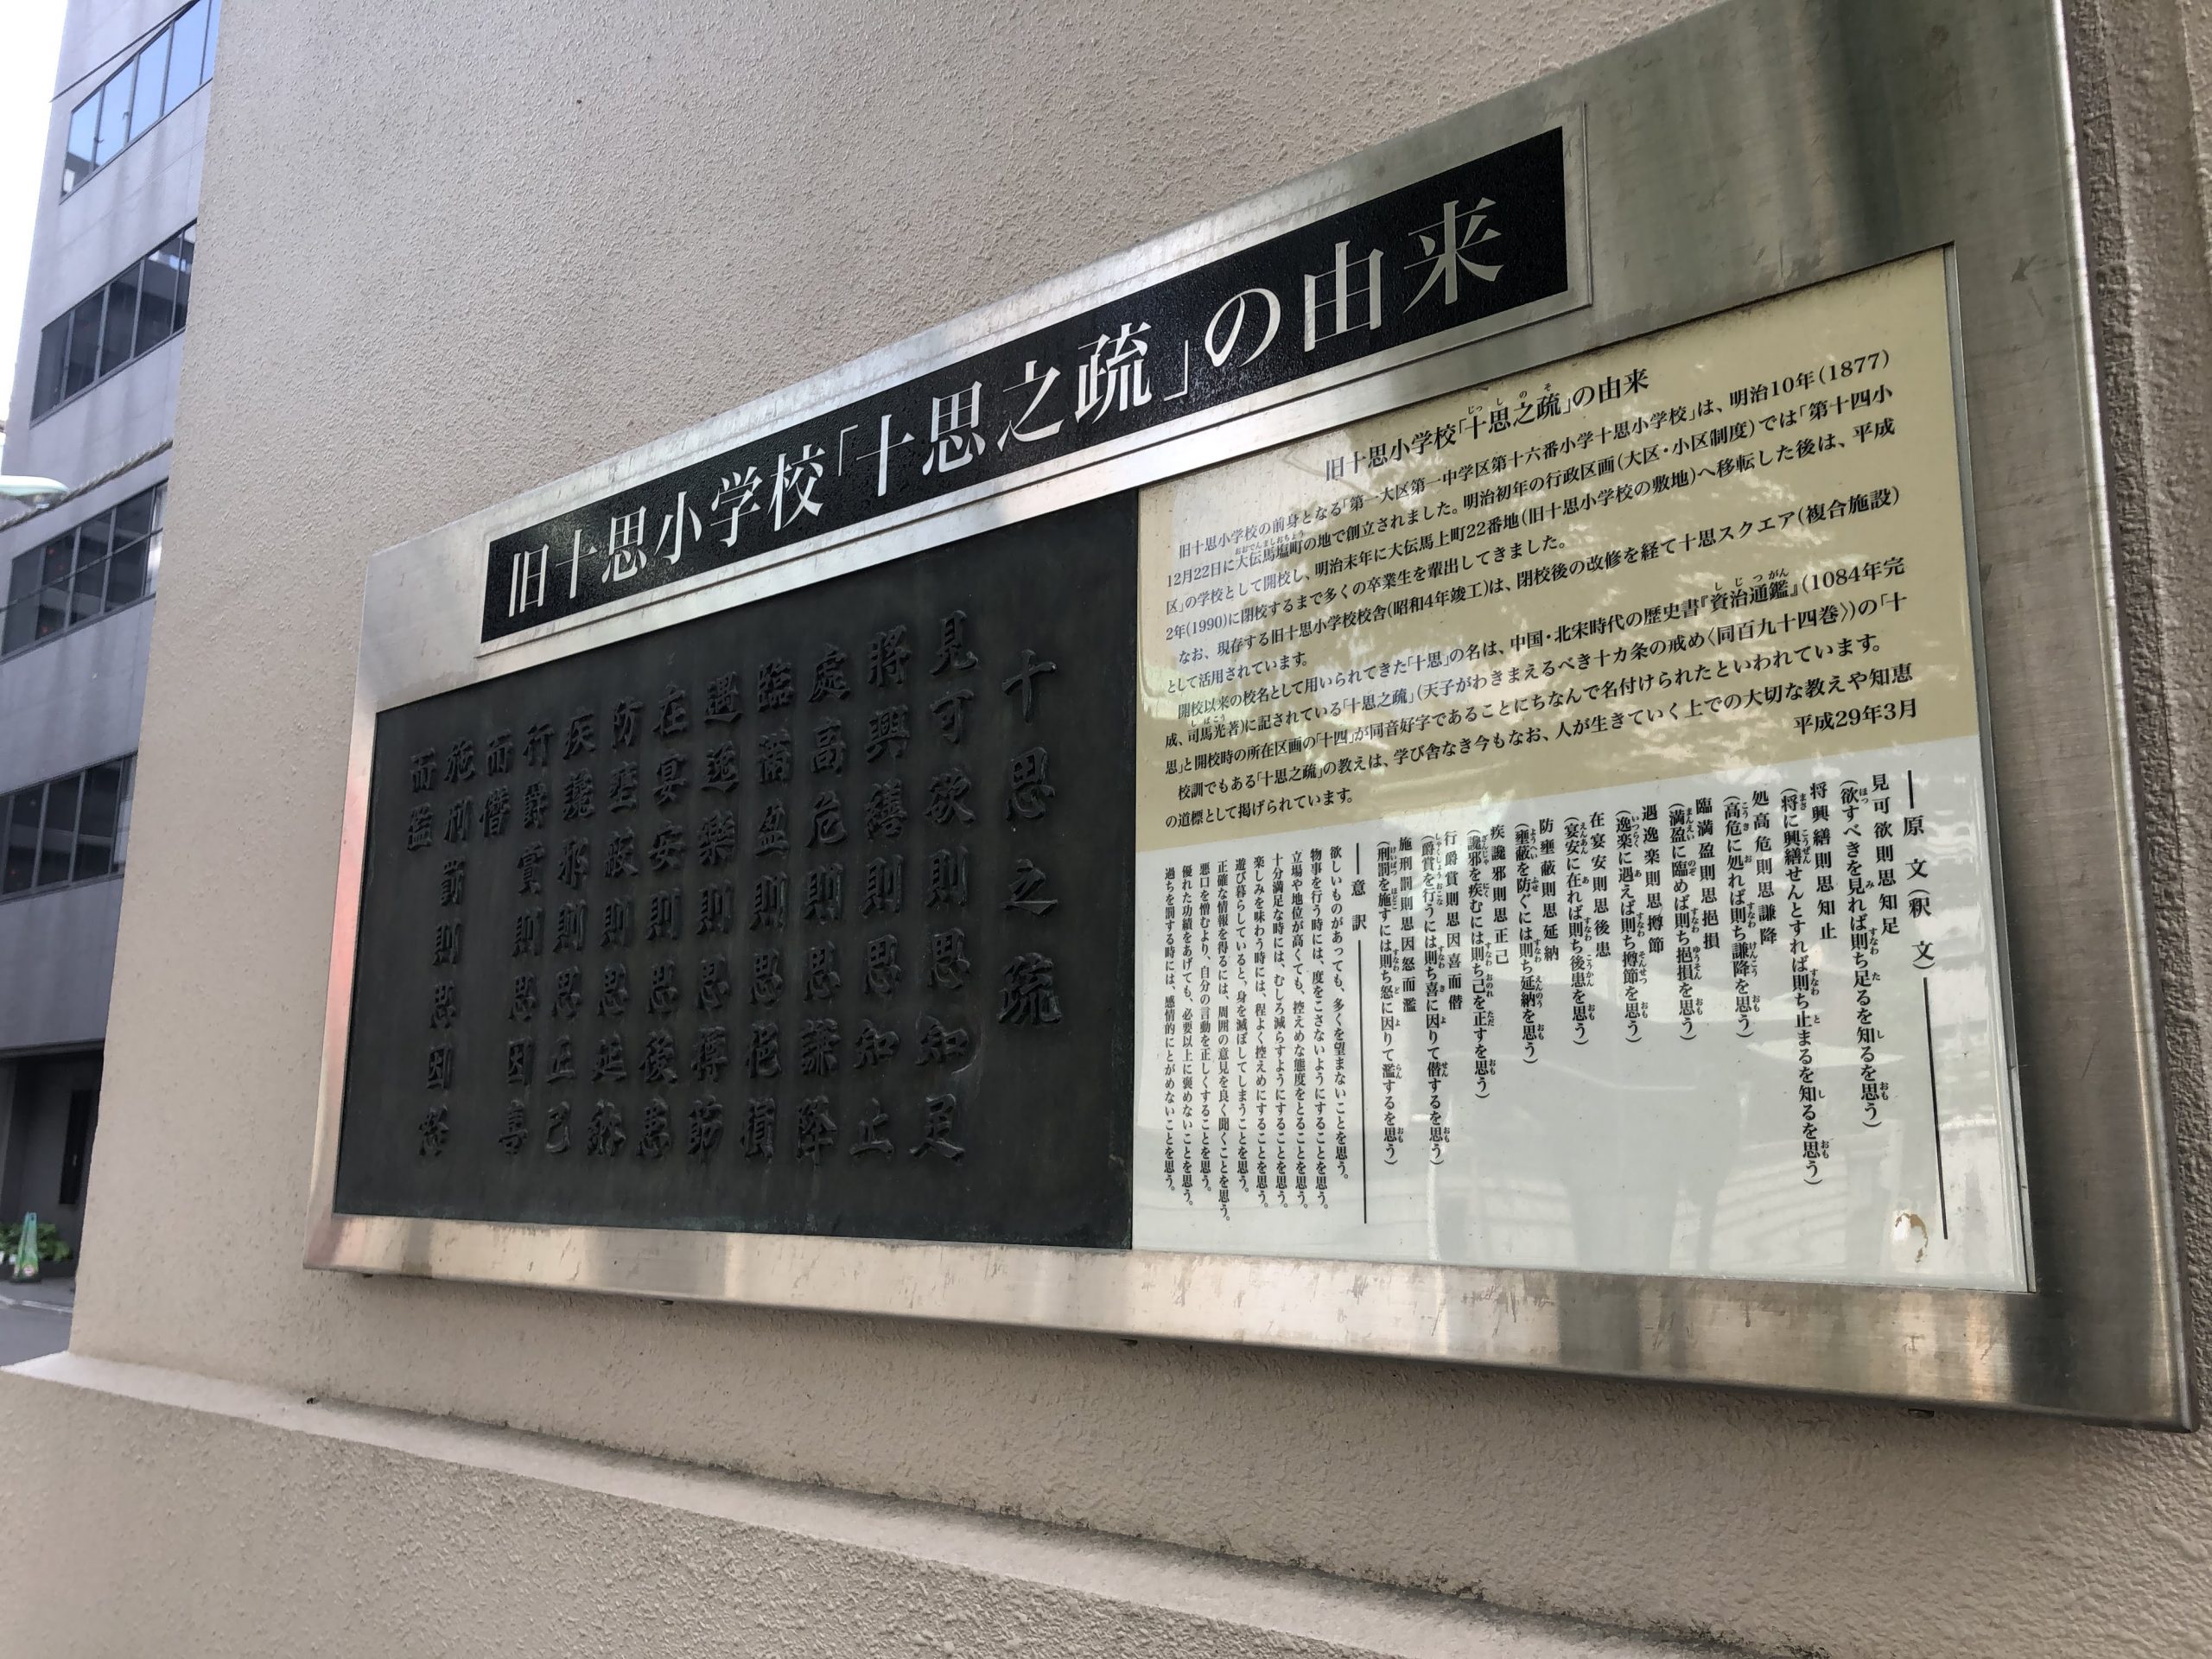 旧十思小学校「十思之疏」の由来
十思之疏
見可欲則思知足
將興繕則思知止
處高危則思謙降
臨滿盈則思挹損
遇逸樂則思撙節
在宴安則思後患
防壅蔽則思延納
疾讒邪則思正己
行爵賞則思因喜
而僭
施刑罰則思因怒
而濫
旧十思小学校「十思之疏」の由来
旧十思小学校の前身となる「第一大区第一中学区第十六番小学十思小学校」は、明治10年(1877)
12月22日に大伝馬塩町の地で創立されました。明治初年の行政区画(大区・小区制度)では「第十四小
区」の学校として開校し、明治末年に大伝馬上町22番地(旧十思小学校の敷地)へ移転した後は、平成
2年(1990)に閉校するまで多くの卒業生を輩出してきました。
なお、現存する旧十思小学校校舎(昭和4年竣工)は、閉校後の改修を経て十思スクエア(複合施設)
として活用されています。
開校以来の校名として用いられてきた「十思」の名は、中国・北宋時代の歴史書『資治通鑑』(1084年完
成、司馬光著)に記されている「十思之疏」(天子がわきまえるべき十カ条の戒め〈同百九十四巻〉)の「十
思」と開校時の所在区画の「十四」が同音好字であることにちなんで名付けられたといわれています。
校訓でもある「十思之疏」の教えは、学び舎なき今もなお、人が生きていく上での大切な教えや知恵
の道標として掲げられています。
平成29年3月
原文(釈文)
見可欲則思知足
(欲すべきを見れば則ち足るを知るを思う)
将興繕則思知止
(将に興繕せんとすれば則ち止まるを知るを思う)
処高危則思謙降
(高危に処れば則ち謙降を思う)
臨満盈則思挹損
(満盈に臨めば則ち挹損を思う)
遇逸楽則思撙節
(逸楽に遇えば則ち撙節を思う)
在宴安則思後患
(宴安に在れば則ち後患を思う)
防壅蔽則思延納
(壅蔽を防ぐには則ち延納を思う)
疾讒邪則思正己
(讒邪を疾むには則ち己を正すを思う)
行爵賞則思因喜而僭
(爵賞を行うには則ち喜に因りて僭するを思う)
施刑罰則思因怒而濫
(刑罰を施すには則ち怒に因りて濫するを思う)
意訳
欲しいものがあっても、多くを望まないことを思う。
物事を行う時には、度をこさないようにすることを思う。
立場や地位が高くても、控えめな態度をとることを思う。
十分満足な時には、むしろ減らすようにすることを思う。
楽しみを味わう時には、程よく控えめにすることを思う。
遊び暮らしていると、身を滅ぼしてしまうことを思う。
正確な情報を得るには、周囲の意見を良く聞くことを思う。
悪口を憎むより、自分の言動を正しくすることを思う。
優れた功績をあげても、必要以上に褒めないことを思う。
過ちを罰する時には、感情的にとがめないことを思う。